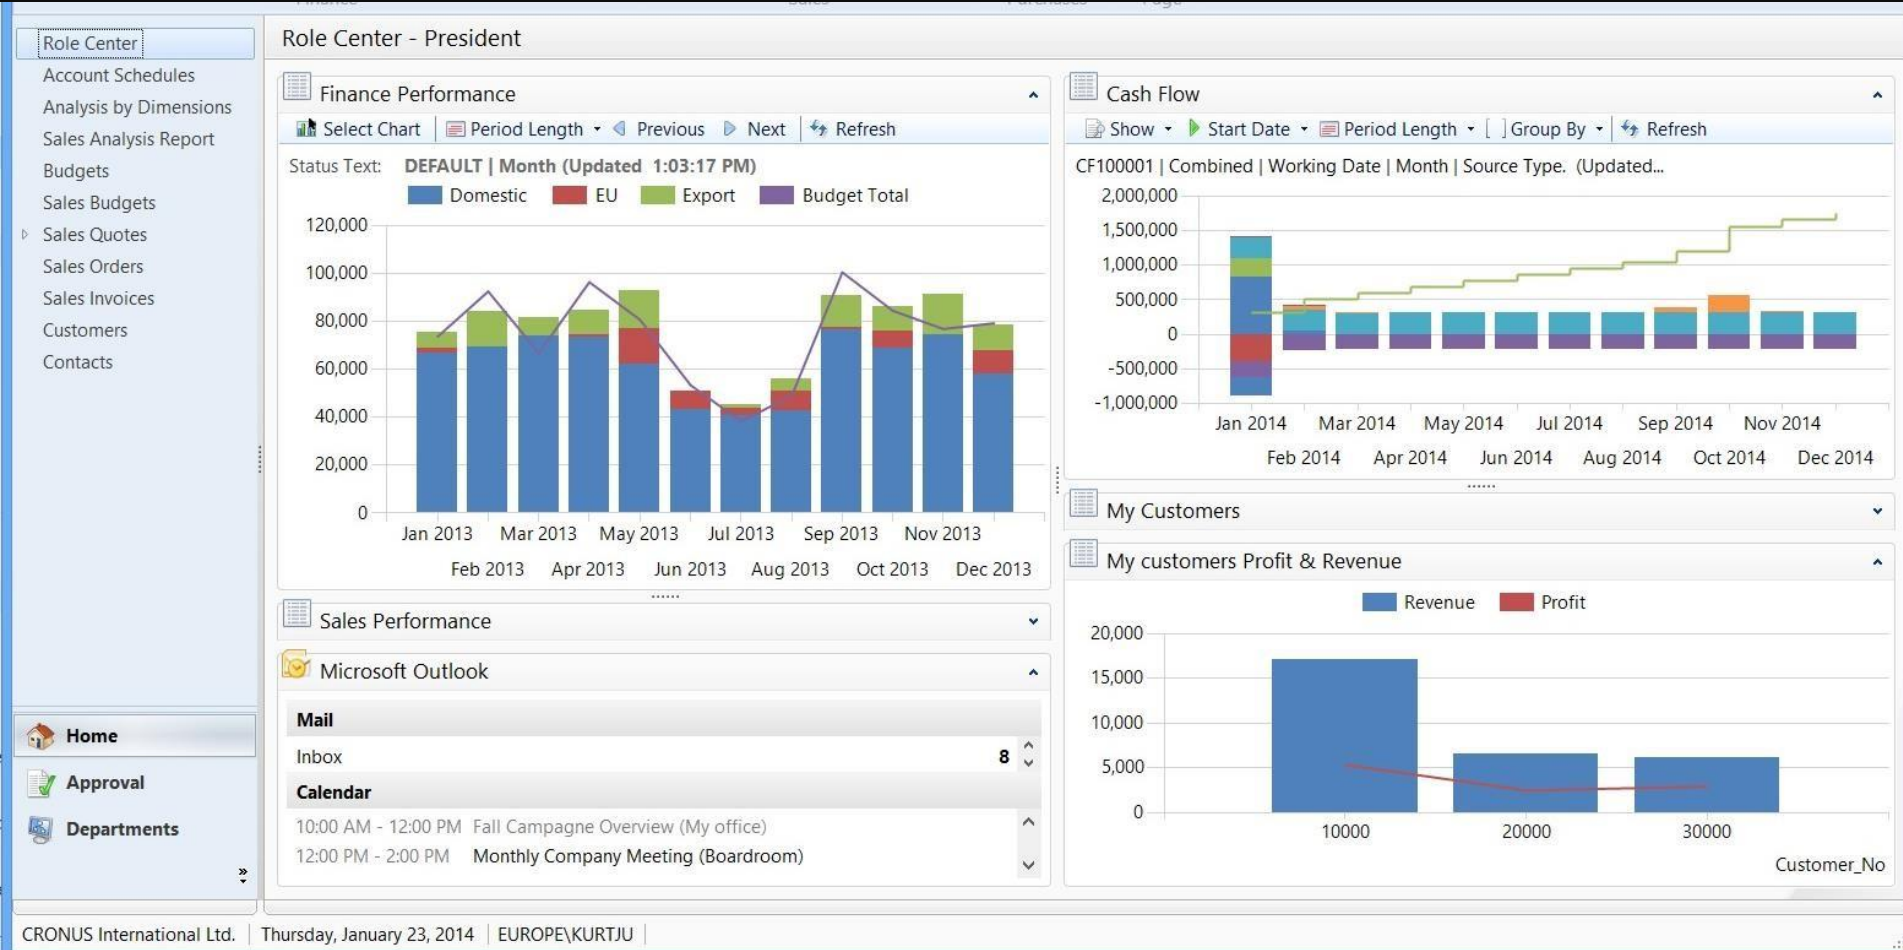 Finance Sales Purchases Page
Role Center
Account Schedules
Analysis by Dimensions
Sales Analysis Report
Budgets
Sales Budgets
Sales Quotes
Sales Orders
Sales Invoices
Customers
Contacts
Home
Approval
Departments
Role Center - President
Finance Performance
Select Chart Period Length Previous Next Refresh
Status Text: DEFAULT | Month (Updated 1:03:17 PM)
Domestic EU Export Budget Total
120,000
100,000
80,000
60,000
40,000
20,000
0
Jan 2013 Mar 2013 May 2013 Jul 2013 Sep 2013 Nov 2013
Feb 2013 Apr 2013 Jun 2013 Aug 2013 Oct 2013 Dec 2013
Sales Performance
Microsoft Outlook
Mail
Inbox 8
Calendar
10:00 AM - 12:00 PM Fall Campagne Overview (My office)
12:00 PM - 2:00 PM Monthly Company Meeting (Boardroom)
Cash Flow
Show Start Date Period Length [ ] Group By Refresh
CF100001 | Combined | Working Date | Month | Source Type. (Updated...
2,000,000
1,500,000
1,000,000
500,000
0
-500,000
-1,000,000
Jan 2014 Mar 2014 May 2014 Jul 2014 Sep 2014 Nov 2014
Feb 2014 Apr 2014 Jun 2014 Aug 2014 Oct 2014 Dec 2014
My Customers
My customers Profit & Revenue
Revenue Profit
20,000
15,000
10,000
5,000
0
10000 20000 30000
Customer_No
CRONUS International Ltd. Thursday, January 23, 2014 EUROPE\KURTJU